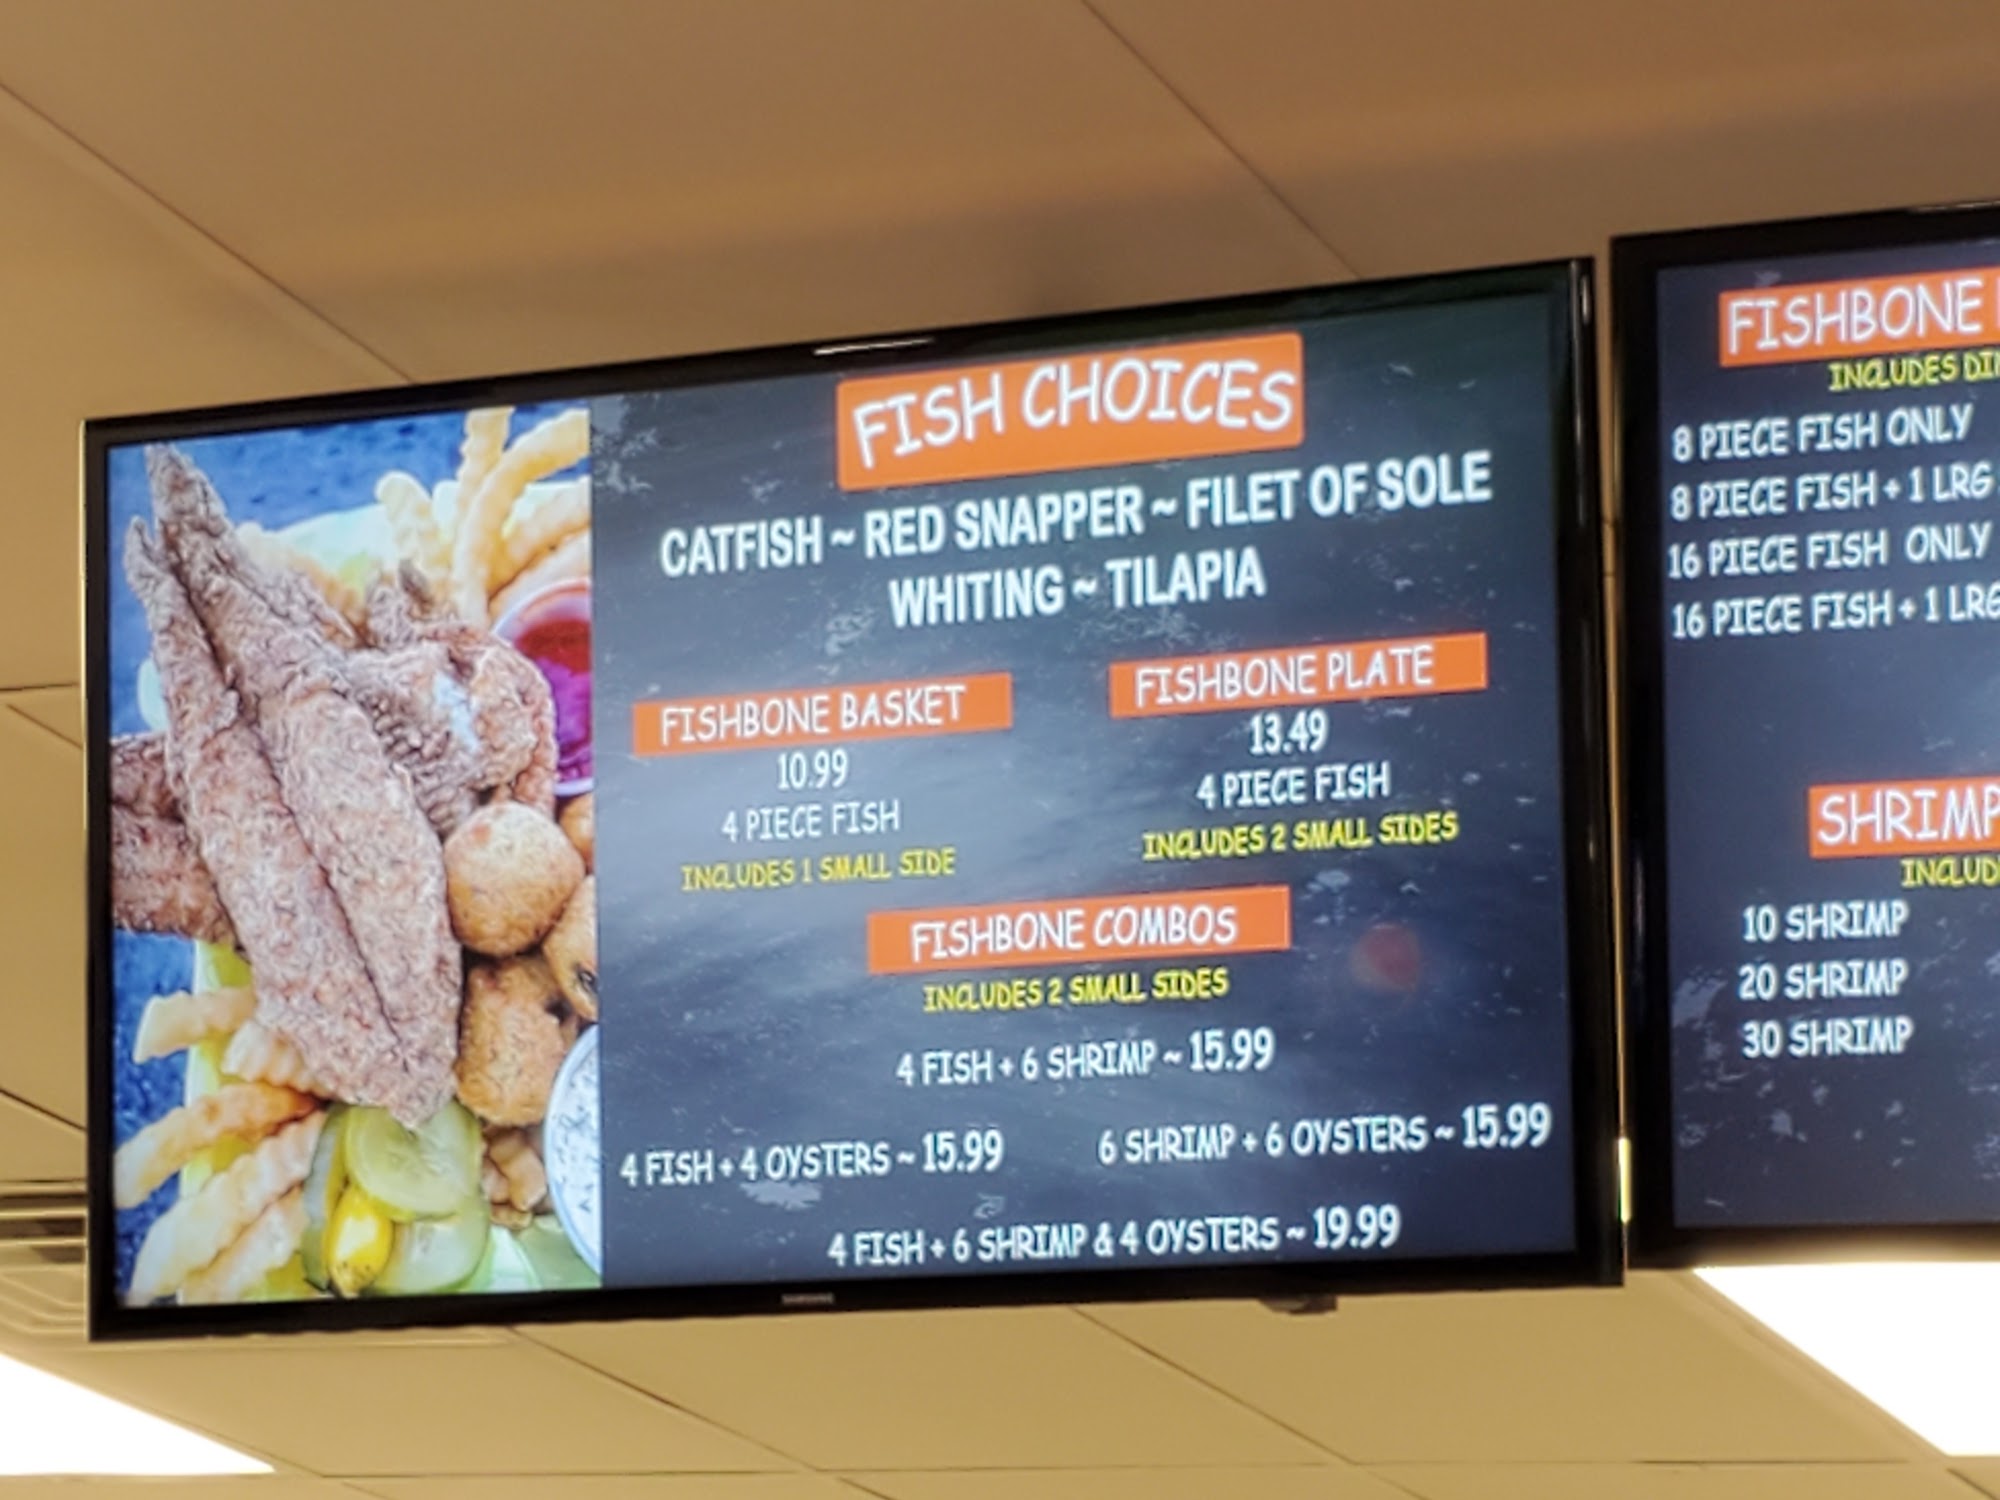 FISH CHOICES
CATFISH ~ RED SNAPPER ~ FILET OF SOLE
WHITING ~ TILAPIA
FISHBONE BASKET
10.99
4 PIECE FISH
INCLUDES 1 SMALL SIDE
FISHBONE PLATE
13.49
4 PIECE FISH
INCLUDES 2 SMALL SIDES
FISHBONE COMBOS
INCLUDES 2 SMALL SIDES
4 FISH + 6 SHRIMP ~ 15.99
4 FISH + 4 OYSTERS ~ 15.99
6 SHRIMP + 6 OYSTERS ~ 15.99
4 FISH + 6 SHRIMP & 4 OYSTERS ~ 19.99
SAMSUNG
FISHBONE
INCLUDES
8 PIECE FISH ONLY
8 PIECE FISH + 1 LRG
16 PIECE FISH ONLY
16 PIECE FISH + 1 LRG
SHRIMP
10 SHRIMP
20 SHRIMP
30 SHRIMP